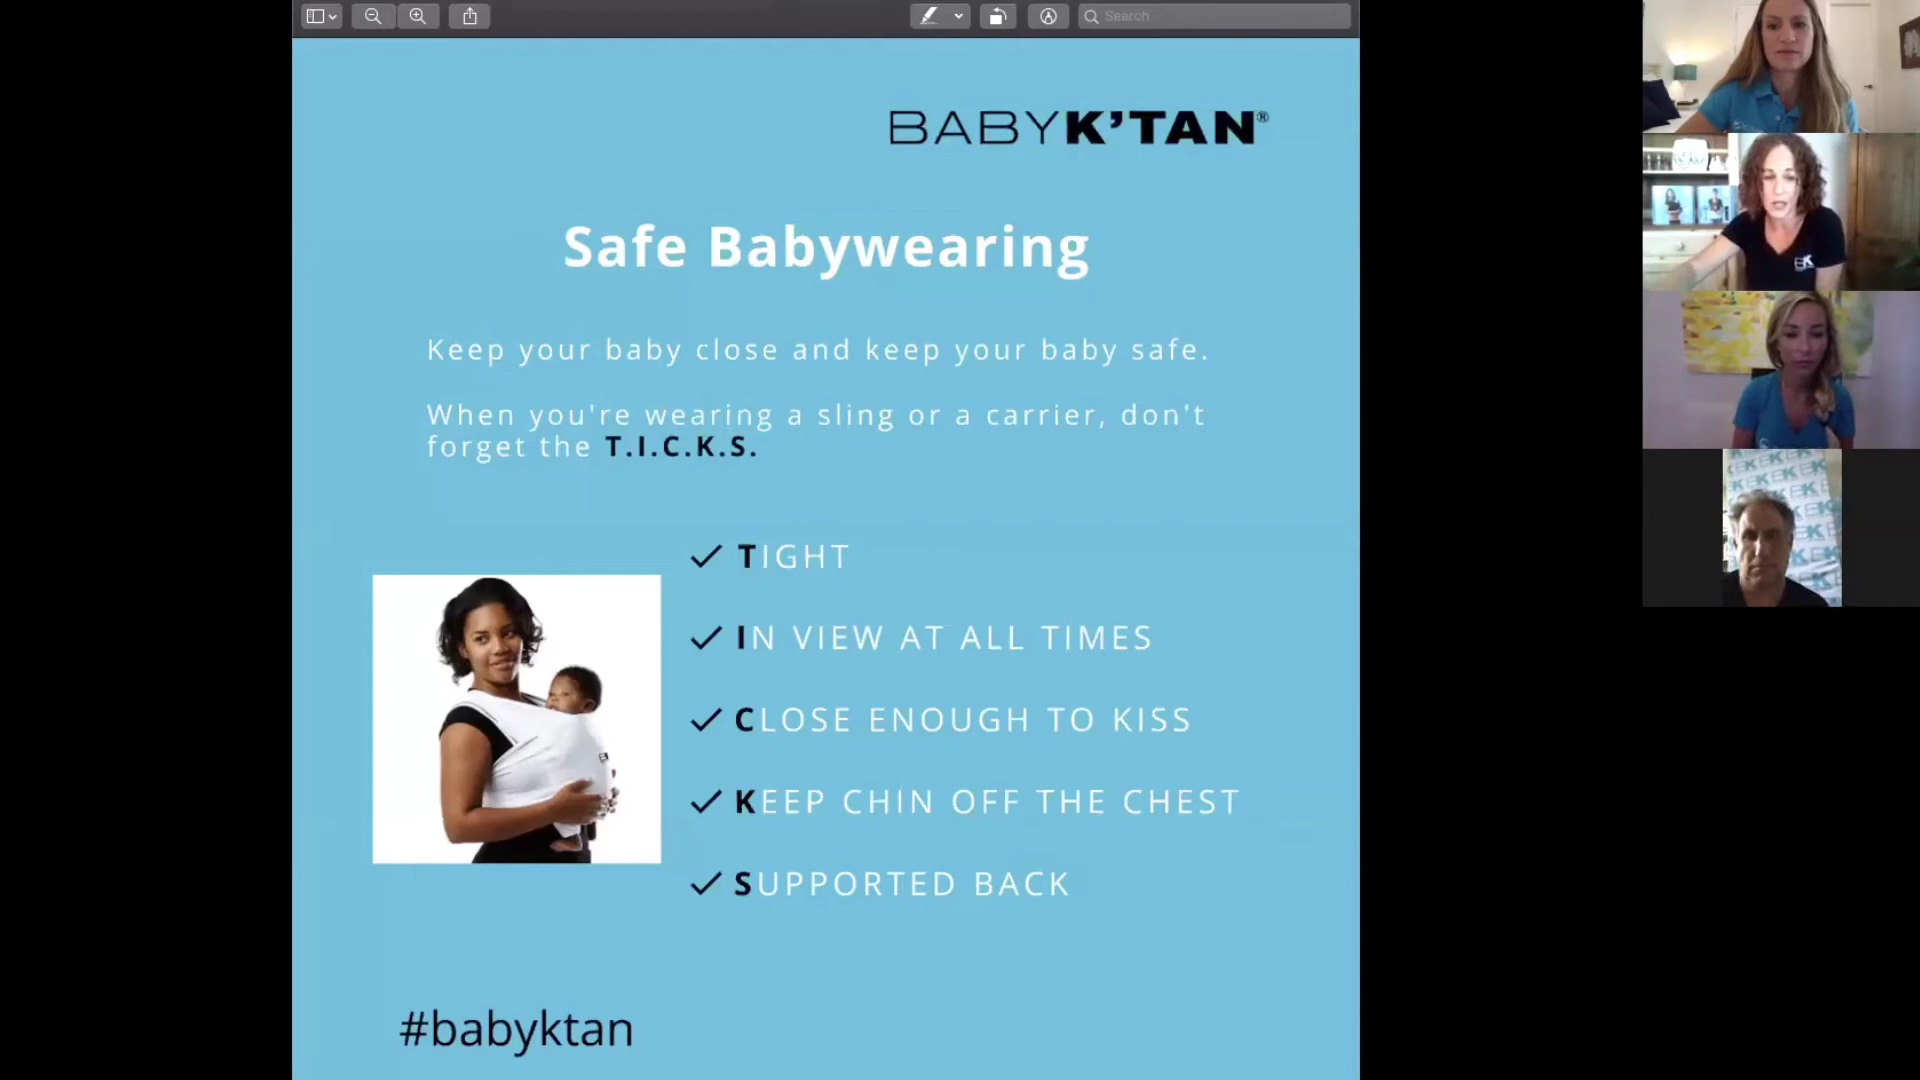 Search
BABYK'TAN®
Safe Babywearing
Keep your baby close and keep your baby safe.
When you're wearing a sling or a carrier, don't
forget the T.I.C.K.S.
TIGHT
IN VIEW AT ALL TIMES
CLOSE ENOUGH TO KISS
KEEP CHIN OFF THE CHEST
SUPPORTED BACK
#babyktan